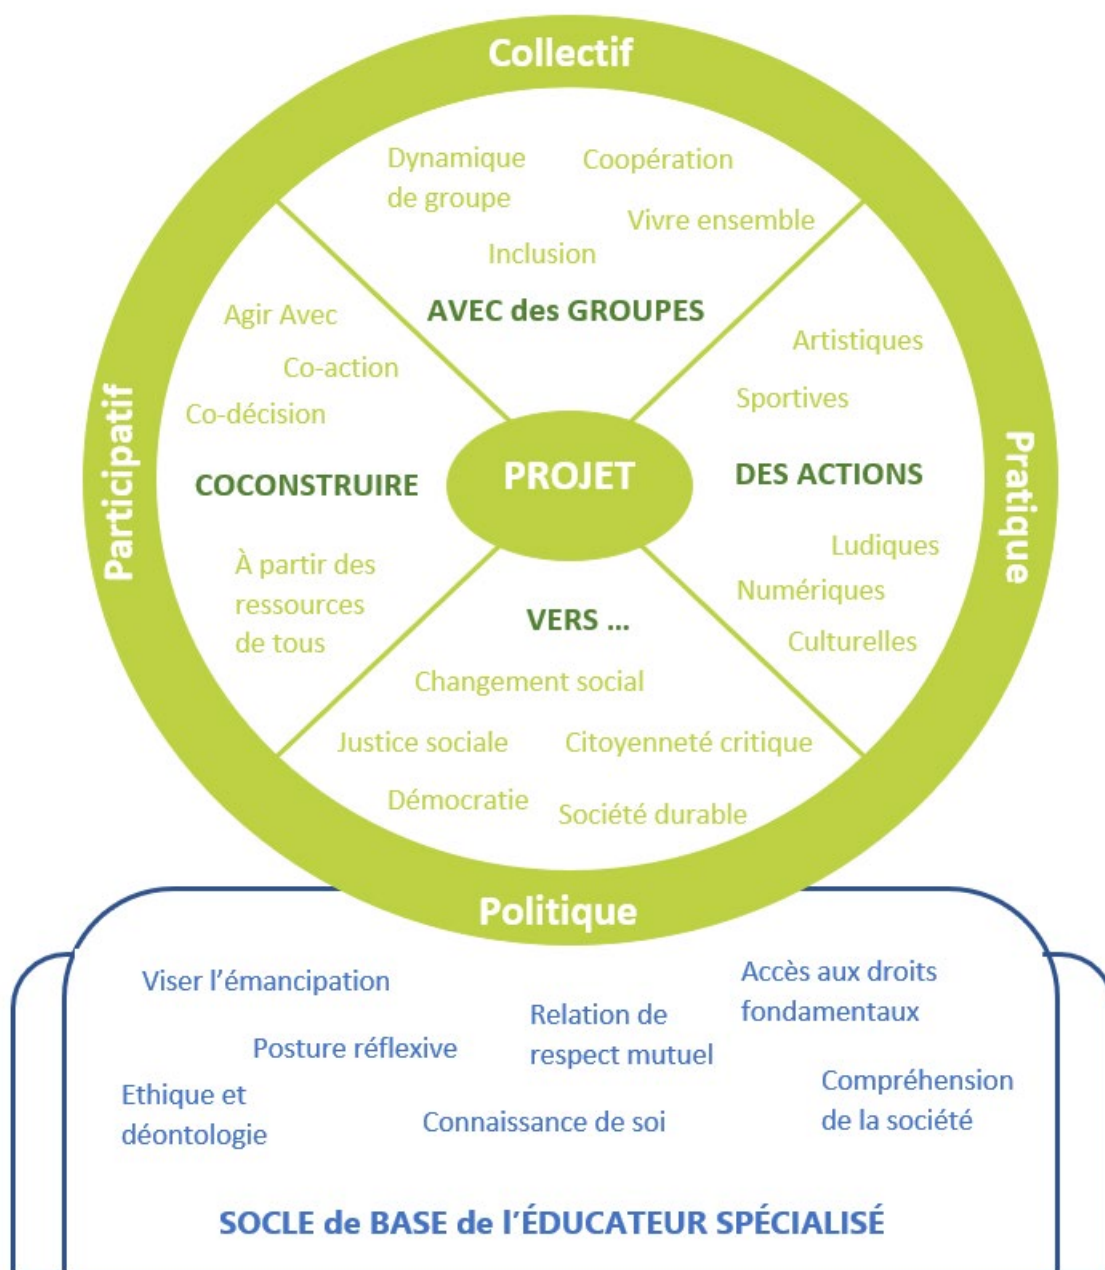 Collectif
Dynamique
de groupe
Coopération
Vivre ensemble
Inclusion
AVEC des GROUPES
Participatif
Agir Avec
Co-action
Co-décision
COCONSTRUIRE
À partir des
ressources
de tous
PROJET
Pratique
Artistiques
Sportives
DES ACTIONS
Ludiques
Numériques
Culturelles
VERS ...
Changement social
Justice sociale
Citoyenneté critique
Démocratie
Société durable
Politique
Viser l’émancipation
Accès aux droits
fondamentaux
Relation de
respect mutuel
Posture réflexive
Ethique et
déontologie
Connaissance de soi
Compréhension
de la société
SOCLE de BASE de l’ÉDUCATEUR SPÉCIALISÉ